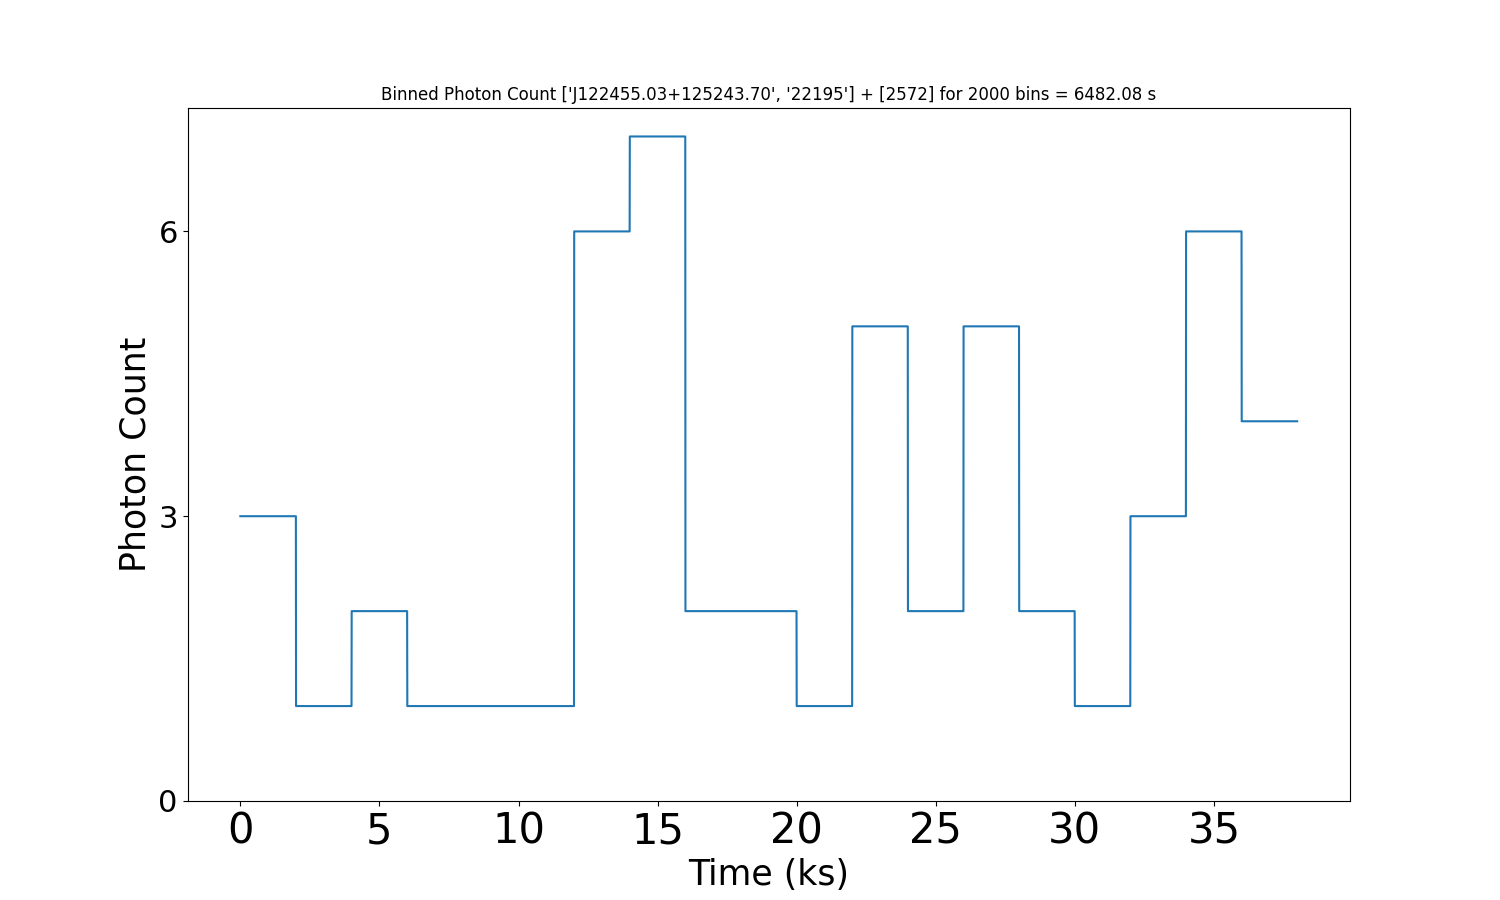 Binned Photon Count ['J122455.03+125243.70', '22195'] + [2572] for 2000 bins = 6482.08 s
6
3
0
Photon Count
0 5 10 15 20 25 30 35
Time (ks)